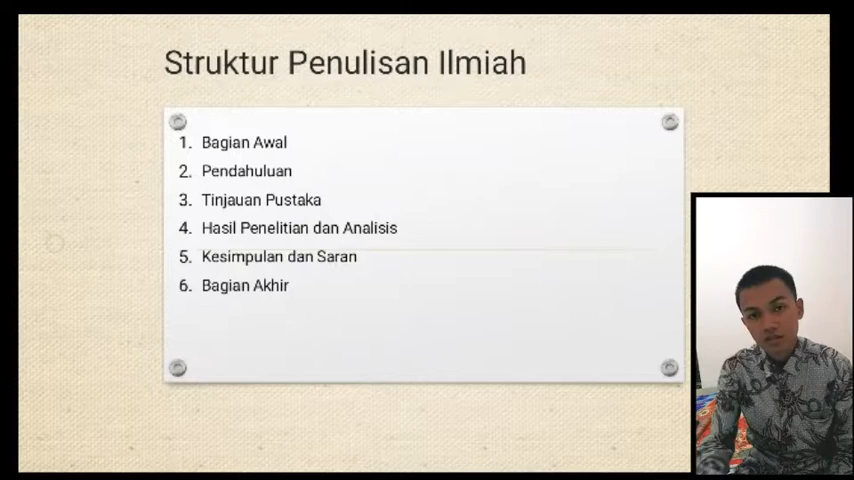 Struktur Penulisan Ilmiah
1. Bagian Awal
2. Pendahuluan
3. Tinjauan Pustaka
4. Hasil Penelitian dan Analisis
5. Kesimpulan dan Saran
6. Bagian Akhir